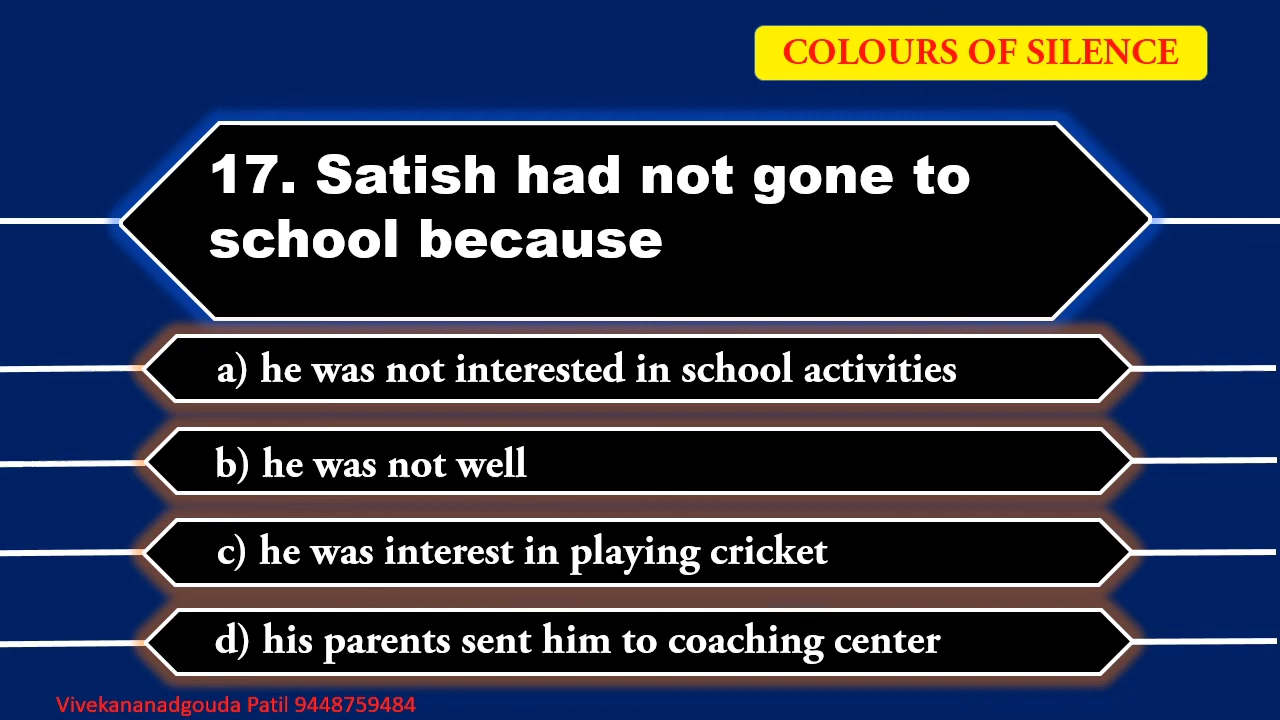 COLOURS OF SILENCE
17. Satish had not gone to
school because
a) he was not interested in school activities
b) he was not well
c) he was interest in playing cricket
d) his parents sent him to coaching center
Vivekananadgouda Patil 9448759484